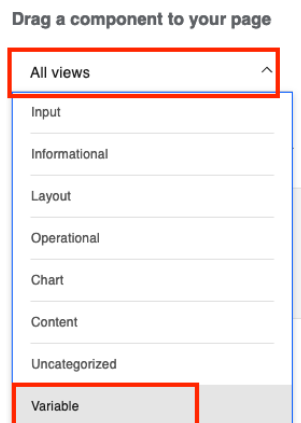 Drag a component to your page
All views
Input
Informational
Layout
Operational
Chart
Content
Uncategorized
Variable